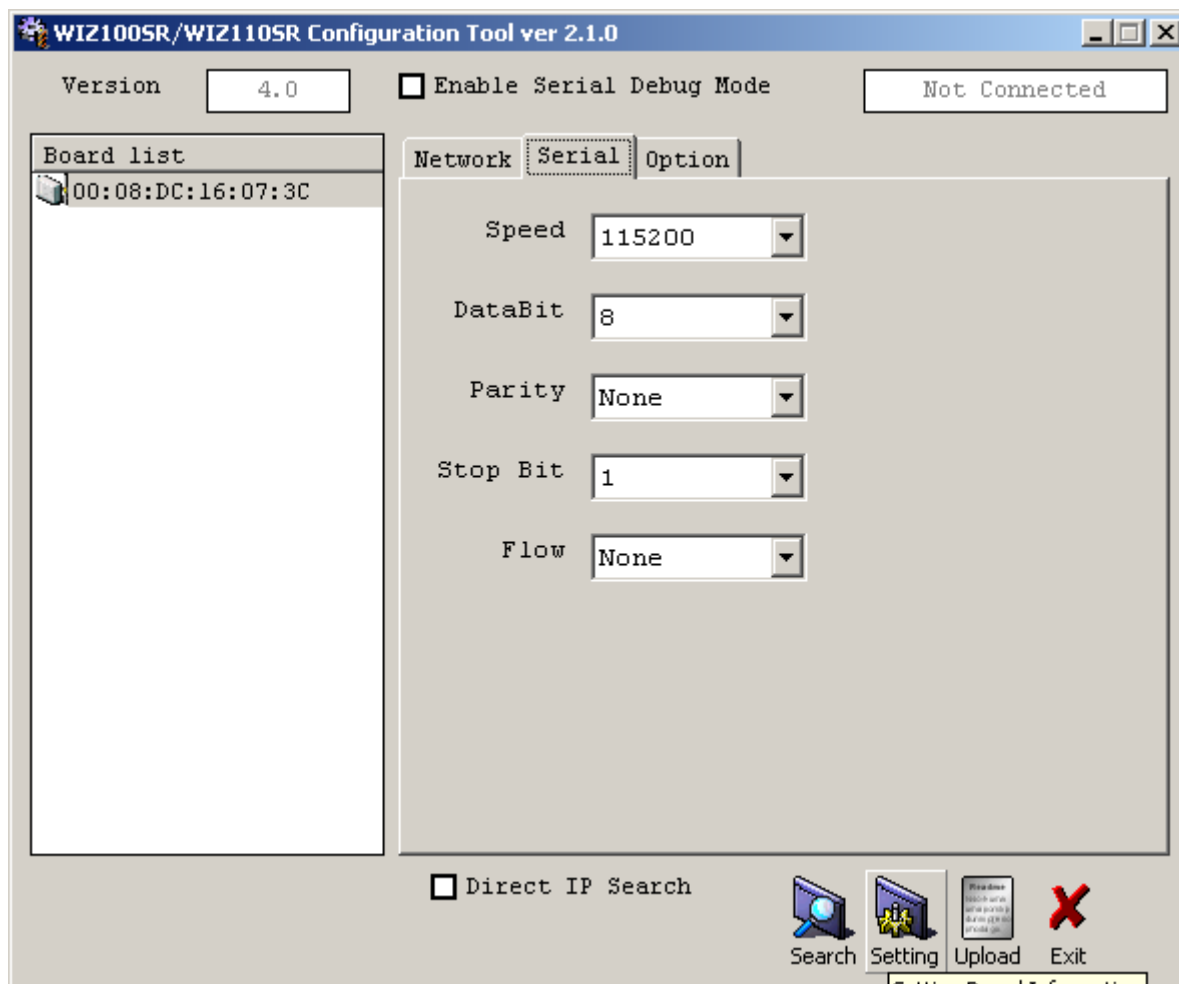 WIZ100SR/WIZ110SR Configuration Tool ver 2.1.0
Version 4.0 Enable Serial Debug Mode Not Connected
Board list
00:08:DC:16:07:3C
Network Serial Option
Speed 115200
DataBit 8
Parity None
Stop Bit 1
Flow None
Direct IP Search
Readme
Search Setting Upload Exit